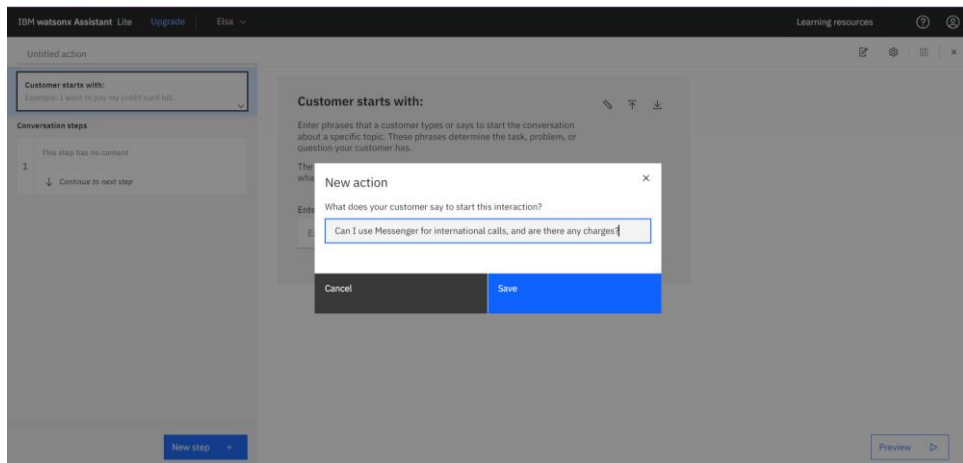 IBM watsonx Assistant Lite Upgrade Elsa Learning resources
Untitled action
Customer starts with:
Example: I want to pay my credit card bill.
Conversation steps
1
This step has no content
Continue to next step
New step +
Customer starts with:
Enter phrases that a customer types or says to start the conversation
about a specific topic. These phrases determine the task, problem, or
question your customer has.
The
Ente
New action
What does your customer say to start this interaction?
Can I use Messenger for international calls, and are there any charges?
Cancel Save
Preview